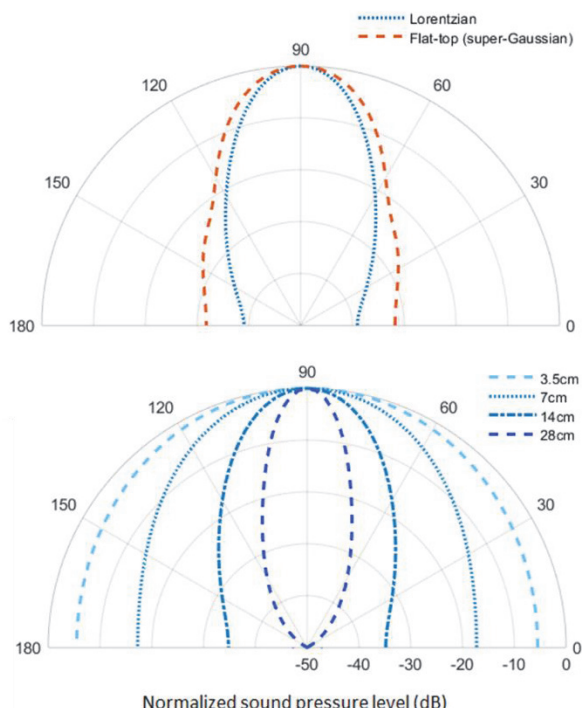 Lorentzian
Flat-top (super-Gaussian)
90
120
60
150
30
180
0
90
3.5cm
7cm
14cm
28cm
120
60
150
30
180
0
-50 -40 -30 -20 -10 0
Normalized sound pressure level (dB)